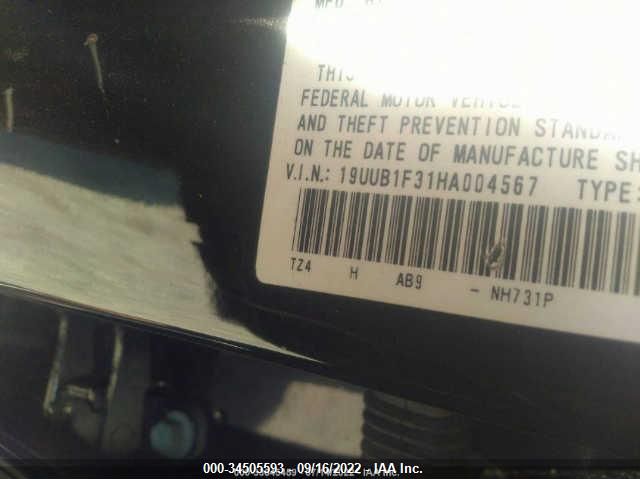 FEDERAL MOTOR
AND THEFT PREVENTION
ON THE DATE OF MANUFACTURE
V.I.N.: 19UUB1F31HA004567 TYPE:
TZ4 H AB9 - NH731P
000-34505593 - 09/16/2022 - IAA Inc.